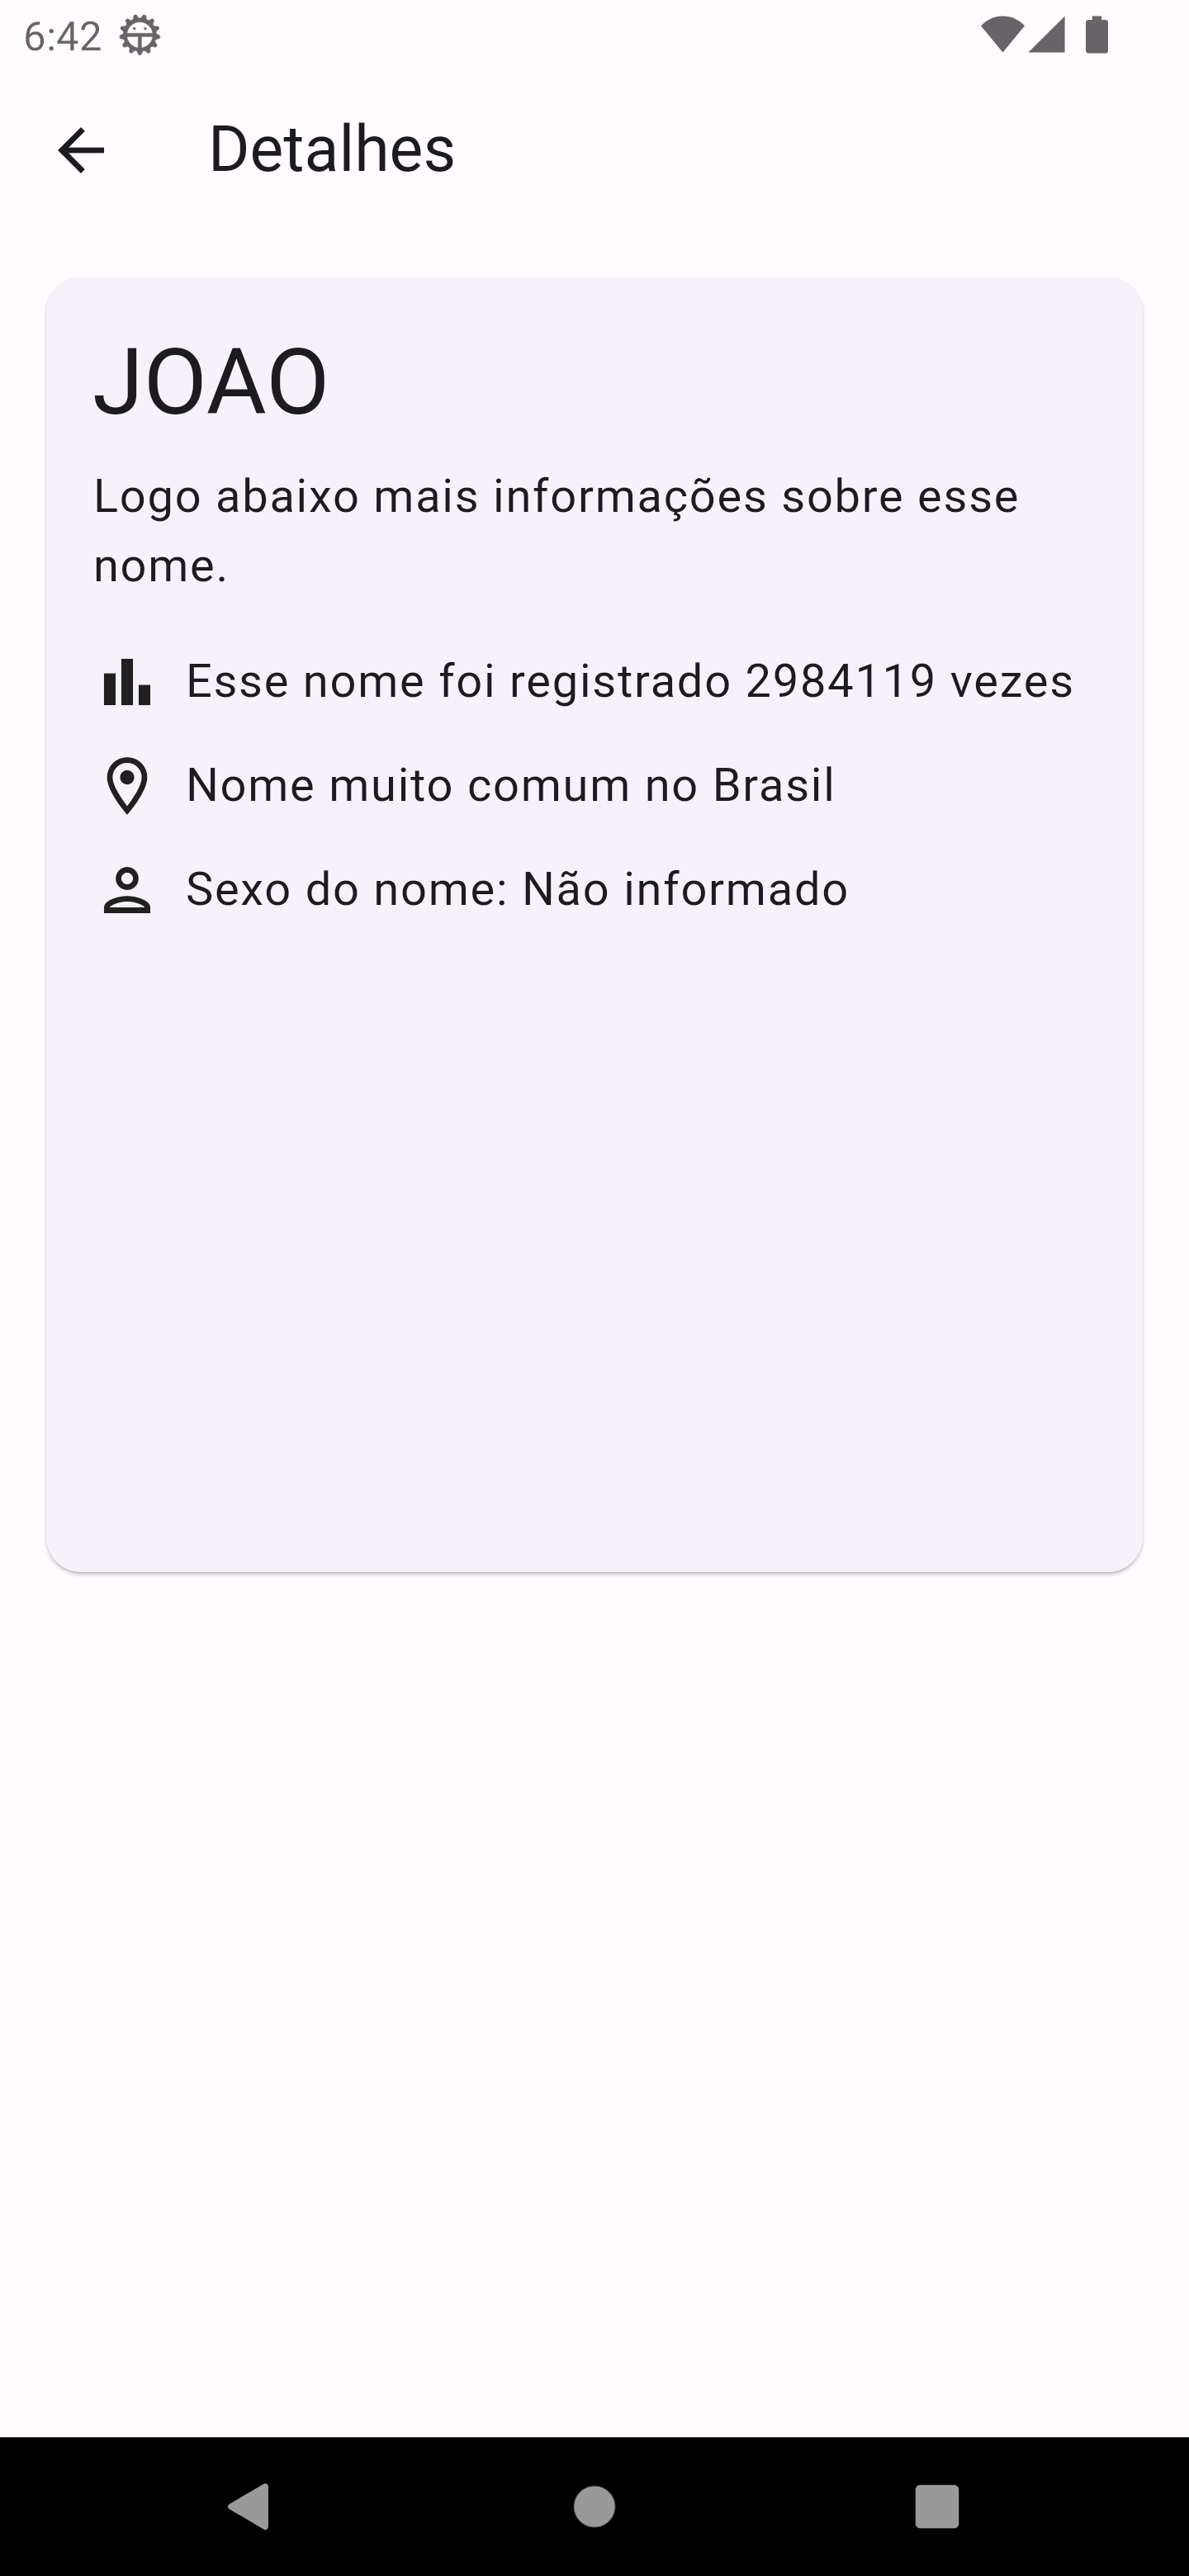 6:42
Detalhes
JOAO
Logo abaixo mais informações sobre esse
nome.
Esse nome foi registrado 2984119 vezes
Nome muito comum no Brasil
Sexo do nome: Não informado